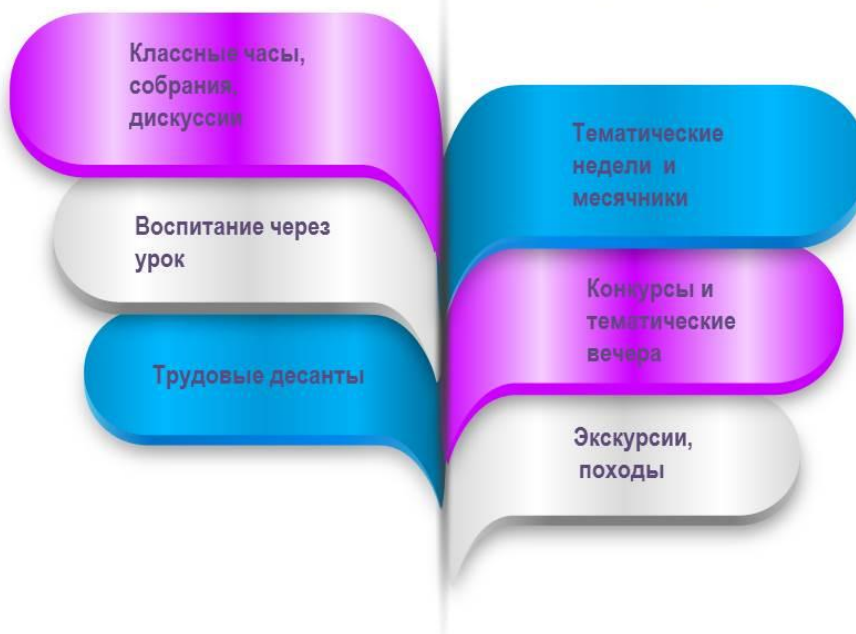 Классные часы,
собрания,
дискуссии
Воспитание через
урок
Трудовые десанты
Тематические
недели и
месячники
Конкурсы и
тематические
вечера
Экскурсии,
походы